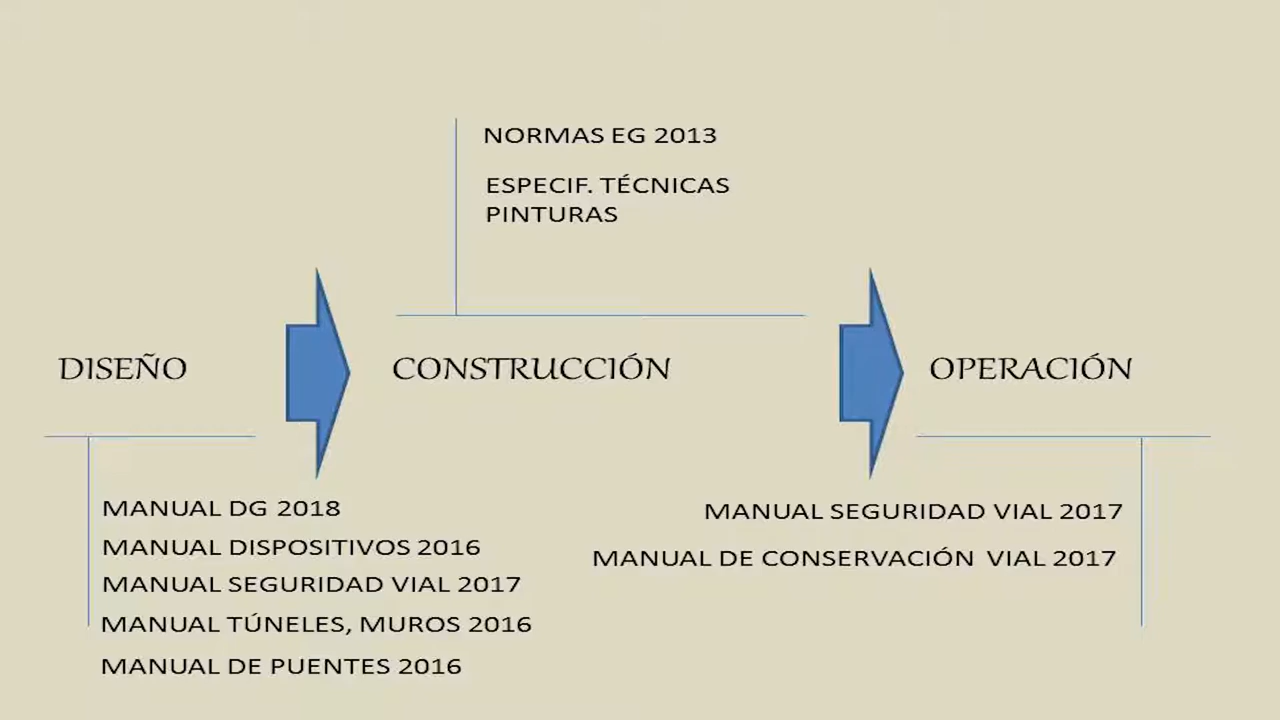 NORMAS EG 2013
ESPECIF. TÉCNICAS
PINTURAS
DISEÑO
CONSTRUCCIÓN
OPERACIÓN
MANUAL DG 2018
MANUAL DISPOSITIVOS 2016
MANUAL SEGURIDAD VIAL 2017
MANUAL TÚNELES, MUROS 2016
MANUAL DE PUENTES 2016
MANUAL SEGURIDAD VIAL 2017
MANUAL DE CONSERVACIÓN VIAL 2017